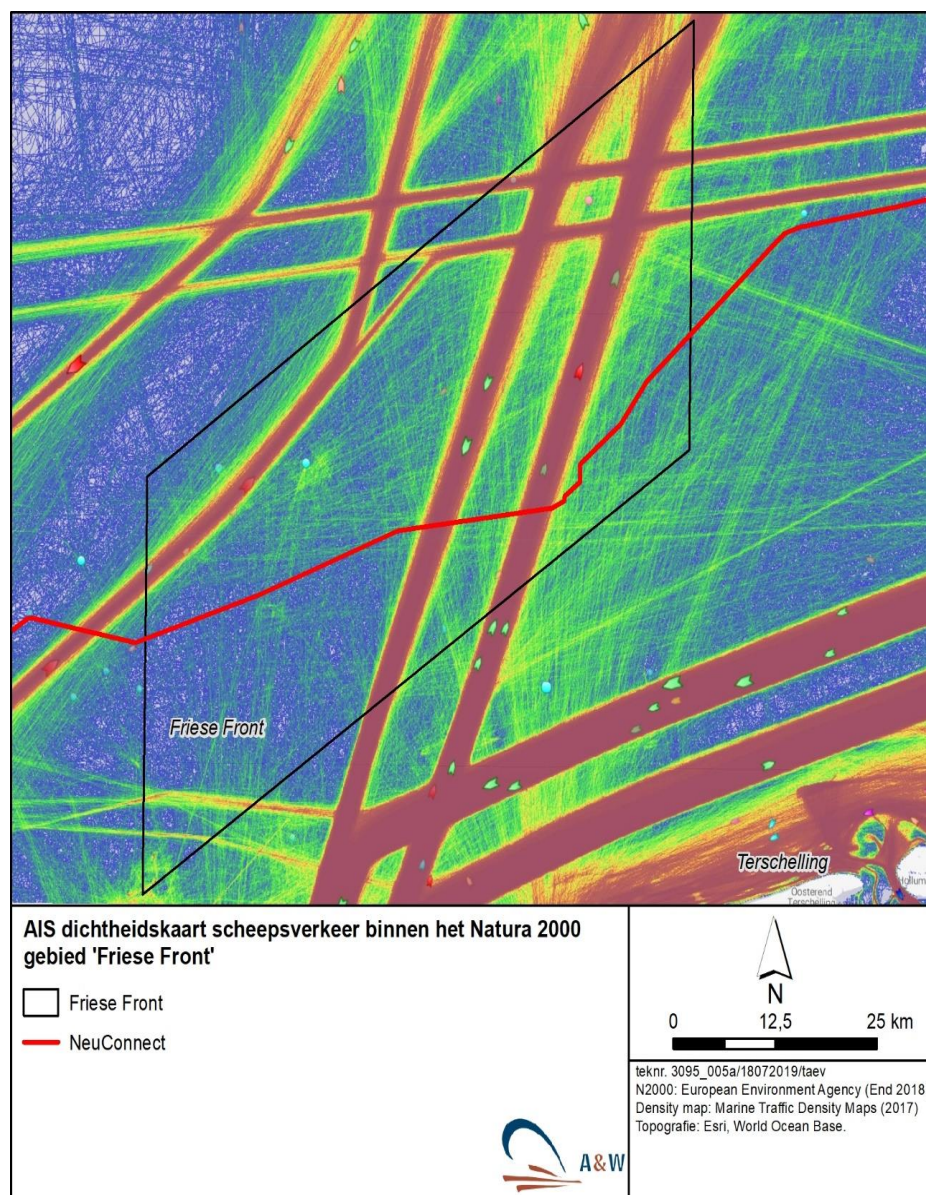 Friese Front
Terschelling
Hollum
Oosterend
Terschelling
AIS dichtheidskaart scheepsverkeer binnen het Natura 2000
gebied 'Friese Front'
Friese Front
NeuConnect
N
0 12,5 25 km
teknr. 3095_005a/18072019/taev
N2000: European Environment Agency (End 2018
Density map: Marine Traffic Density Maps (2017)
Topografie: Esri, World Ocean Base.
A&W